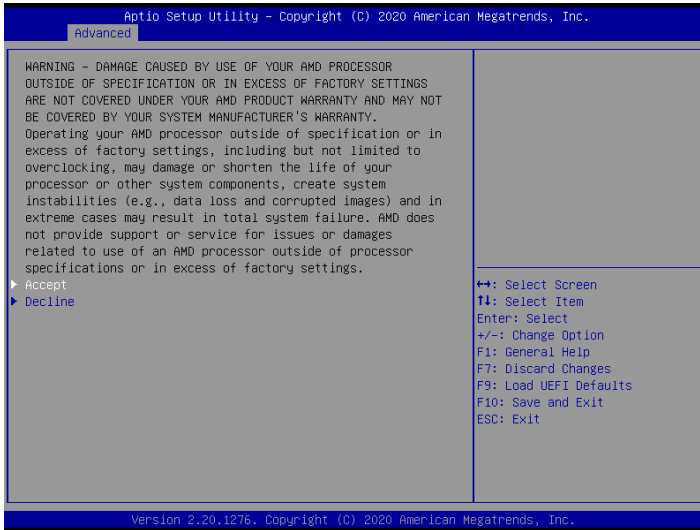 Aptio Setup Utility – Copyright (C) 2020 American Megatrends, Inc.
Advanced
WARNING – DAMAGE CAUSED BY USE OF YOUR AMD PROCESSOR
OUTSIDE OF SPECIFICATION OR IN EXCESS OF FACTORY SETTINGS
ARE NOT COVERED UNDER YOUR AMD PRODUCT WARRANTY AND MAY NOT
BE COVERED BY YOUR SYSTEM MANUFACTURER'S WARRANTY.
Operating your AMD processor outside of specification or in
excess of factory settings, including but not limited to
overclocking, may damage or shorten the life of your
processor or other system components, create system
instabilities (e.g., data loss and corrupted images) and in
extreme cases may result in total system failure. AMD does
not provide support or service for issues or damages
related to use of an AMD processor outside of processor
specifications or in excess of factory settings.
Accept
Decline
↔: Select Screen
↑↓: Select Item
Enter: Select
+/-: Change Option
F1: General Help
F7: Discard Changes
F9: Load UEFI Defaults
F10: Save and Exit
ESC: Exit
Version 2.20.1276. Copyright (C) 2020 American Megatrends, Inc.